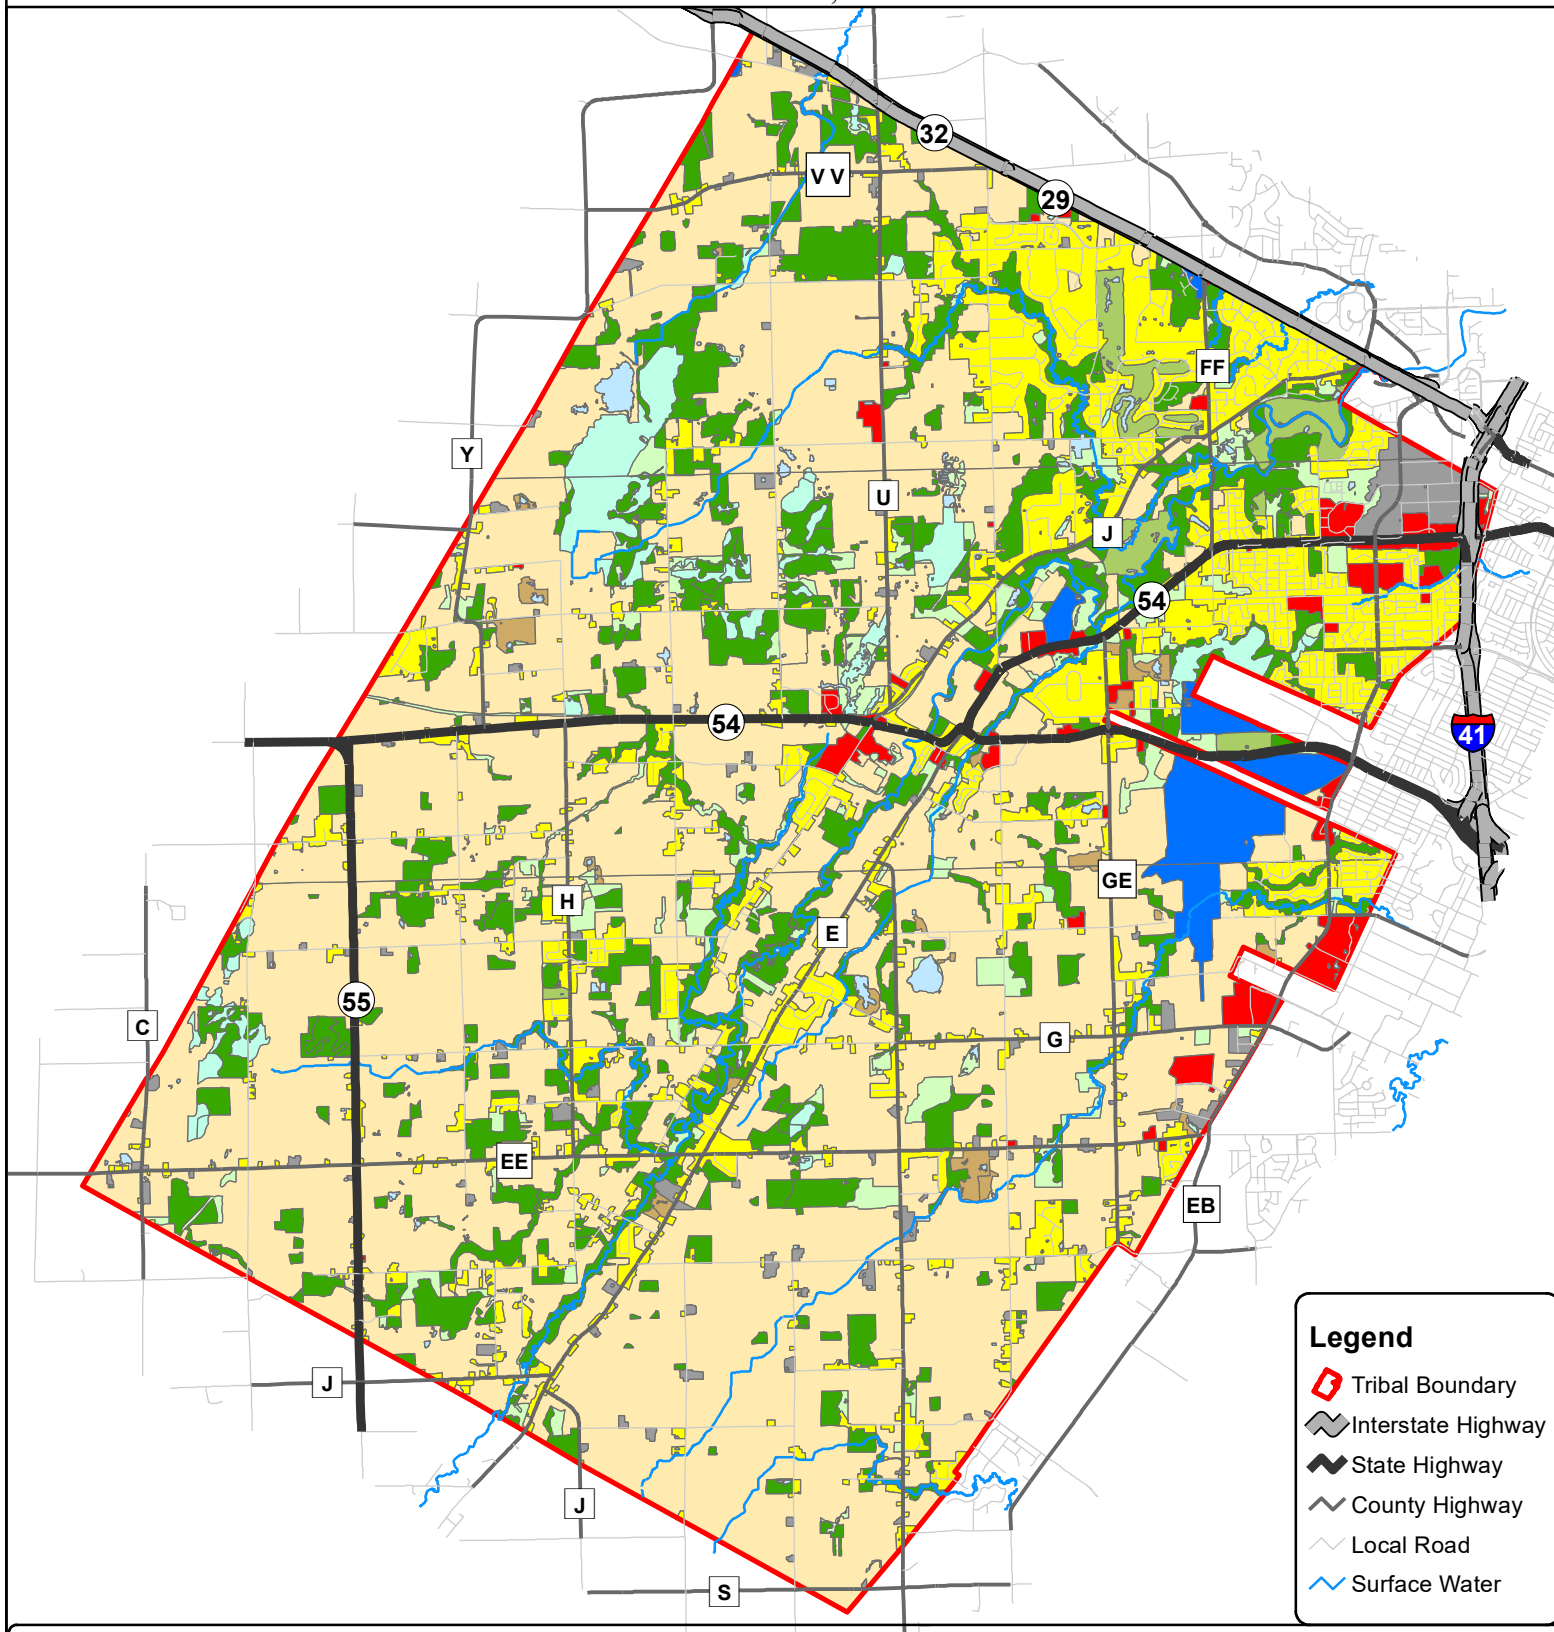 32
V V
29
FF
Y
U
J
54
54
41
GE
H
E
55
C
G
EE
EB
J
J
S
Legend
Tribal Boundary
Interstate Highway
State Highway
County Highway
Local Road
Surface Water